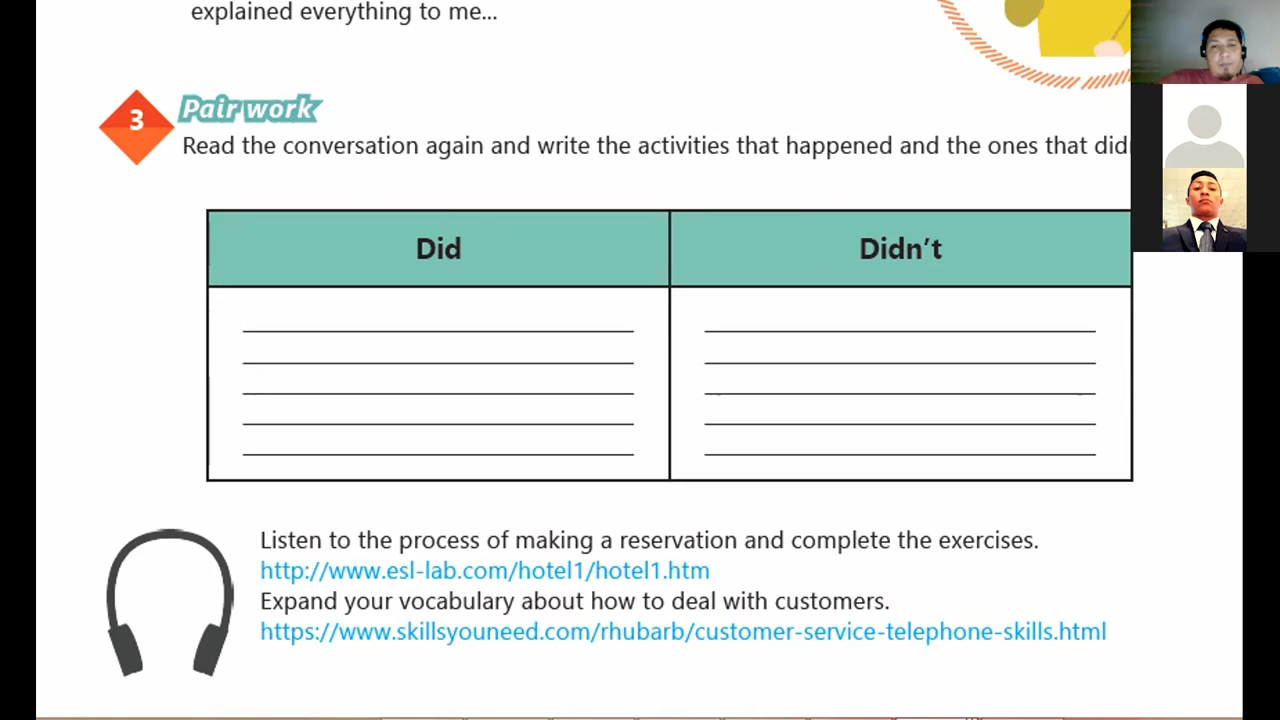 explained everything to me...
3
Pair work
Read the conversation again and write the activities that happened and the ones that did
Did
Didn't
Listen to the process of making a reservation and complete the exercises.
http://www.esl-lab.com/hotel1/hotel1.htm
Expand your vocabulary about how to deal with customers.
https://www.skillsyouneed.com/rhubarb/customer-service-telephone-skills.html